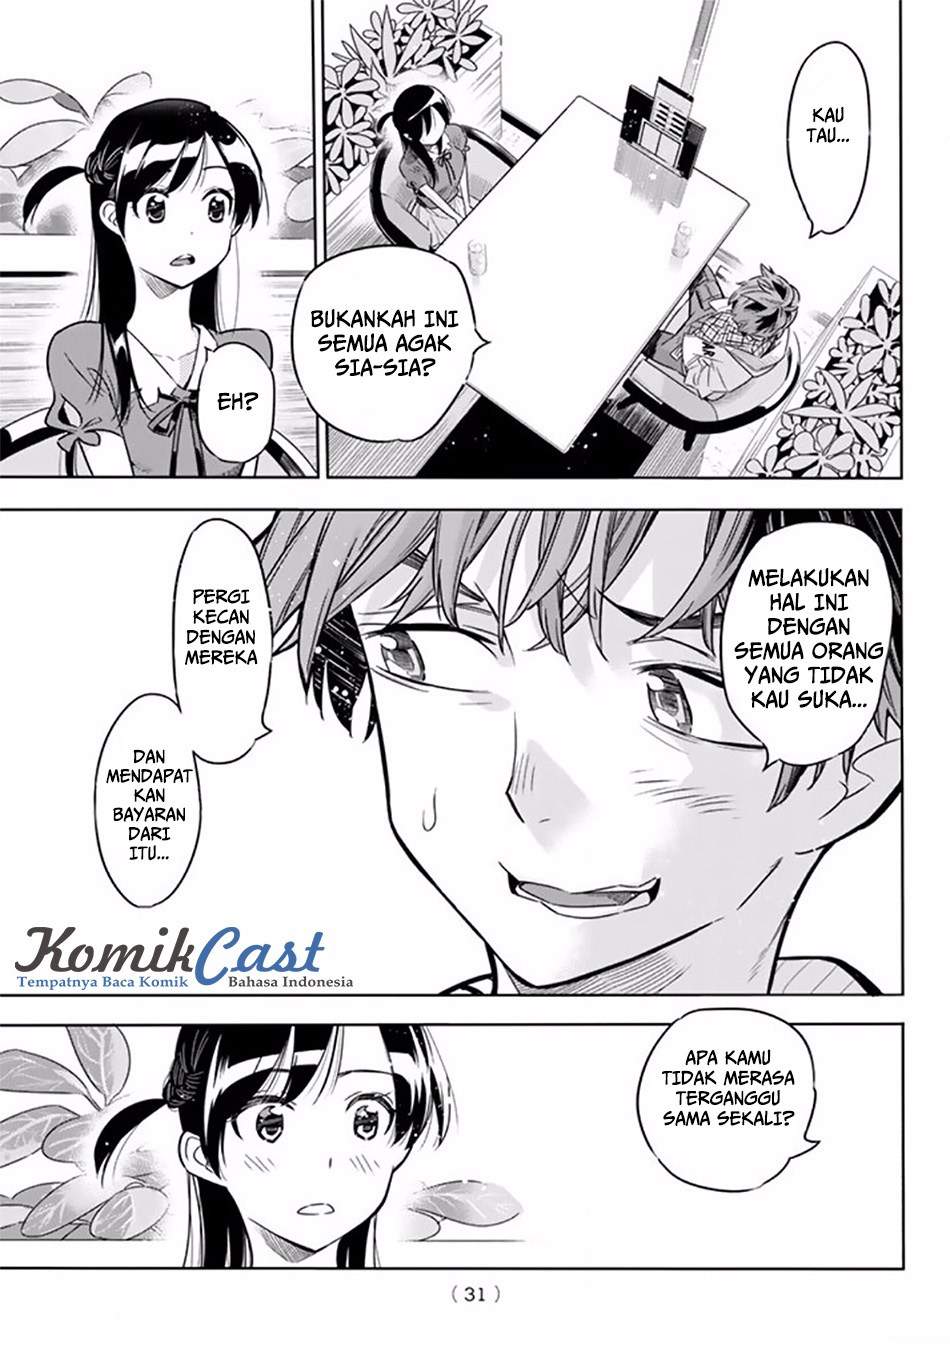 KAU
TAU...
BUKANKAH INI
SEMUA AGAK
SIA-SIA?
EH?
MELAKUKAN
HAL INI
DENGAN
SEMUA ORANG
YANG TIDAK
KAU SUKA...
PERGI
KECAN
DENGAN
MEREKA
DAN
MENDAPAT
KAN
BAYARAN
DARI
ITU...
KomikCast
Tempatnya Baca Komik Bahasa Indonesia
APA KAMU
TIDAK MERASA
TERGANGGU
SAMA SEKALI?
( 31 )